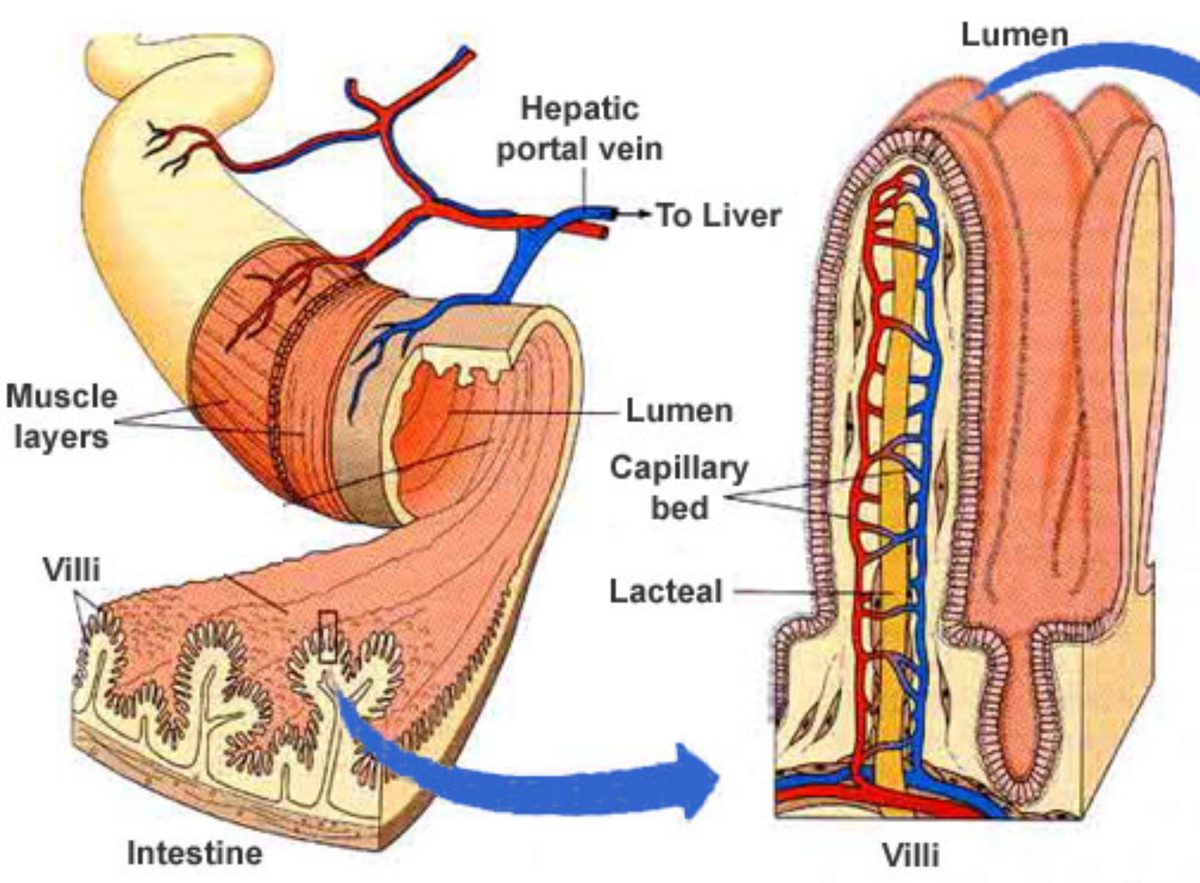 Lumen
Hepatic
portal vein
To Liver
Muscle
layers
Lumen
Capillary
bed
Villi
Lacteal
Intestine
Villi